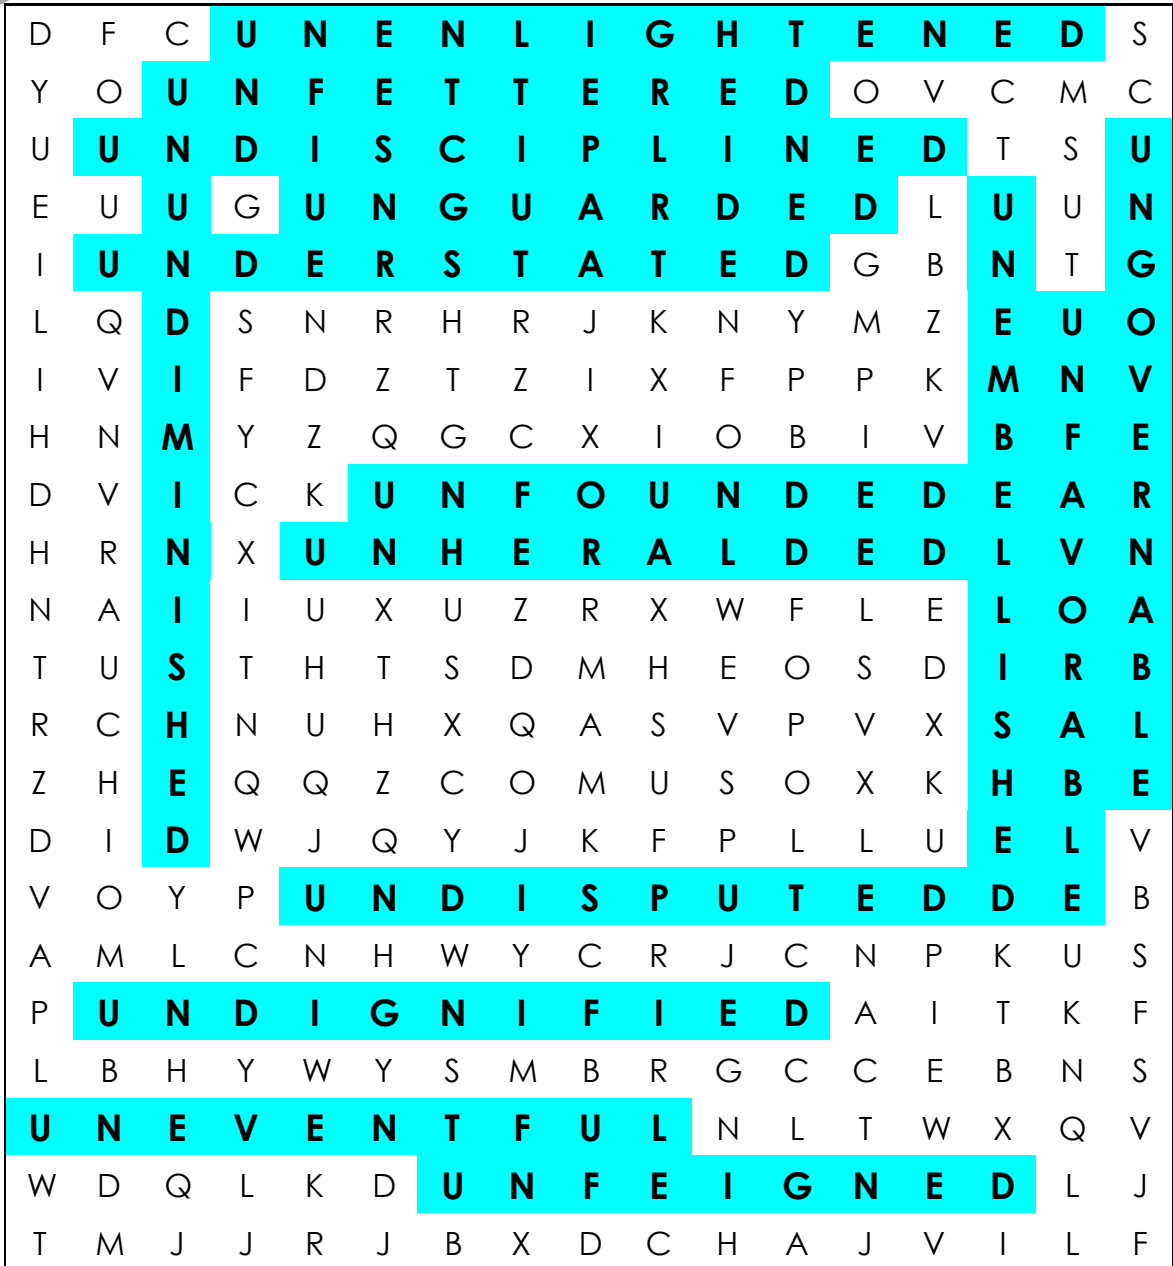 D F C U N E N L I G H T E N E D S
Y O U N F E T T E R E D O V C M C
U U N D I S C I P L I N E D T S U
E U U G U N G U A R D E D L U U N
I U N D E R S T A T E D G B N T G
L Q D S N R H R J K N Y M Z E U O
I V I F D Z T Z I X F P P K M N V
H N M Y Z Q G C X I O B I V B F E
D V I C K U N F O U N D E D E A R
H R N X U N H E R A L D E D L V N
N A I I U X U Z R X W F L E L O A
T U S T H T S D M H E O S D I R B
R C H N U H X Q A S V P V X S A L
Z H E Q Q Z C O M U S O X K H B E
D I D W J Q Y J K F P L L U E L V
V O Y P U N D I S P U T E D D E B
A M L C N H W Y C R J C N P K U S
P U N D I G N I F I E D A I T K F
L B H Y W Y S M B R G C C E B N S
U N E V E N T F U L N L T W X Q V
W D Q L K D U N F E I G N E D L J
T M J J R J B X D C H A J V I L F